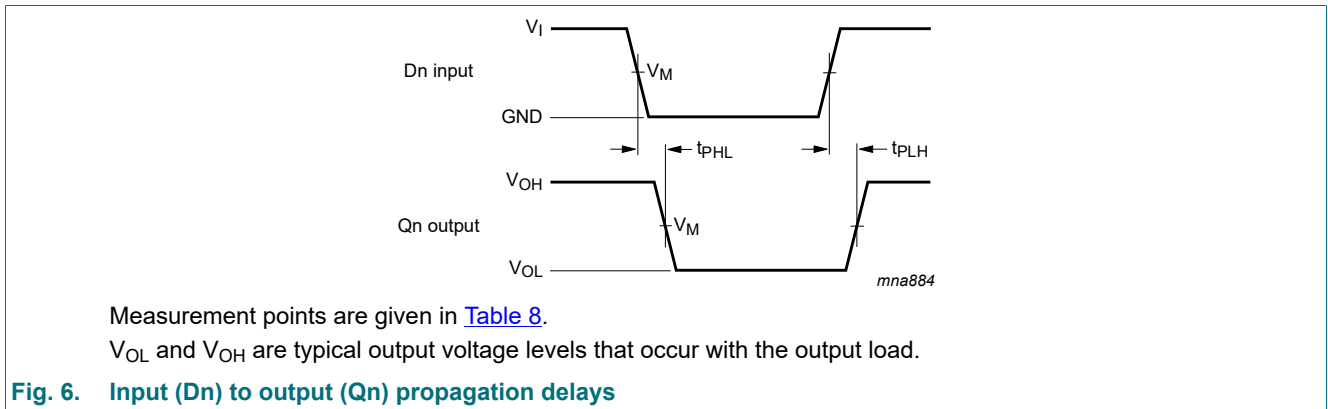 VI
Dn input
VM
GND
tPHL
tPLH
VOH
Qn output
VM
VOL
mna884
Measurement points are given in Table 8.
VOL and VOH are typical output voltage levels that occur with the output load.
Fig. 6. Input (Dn) to output (Qn) propagation delays